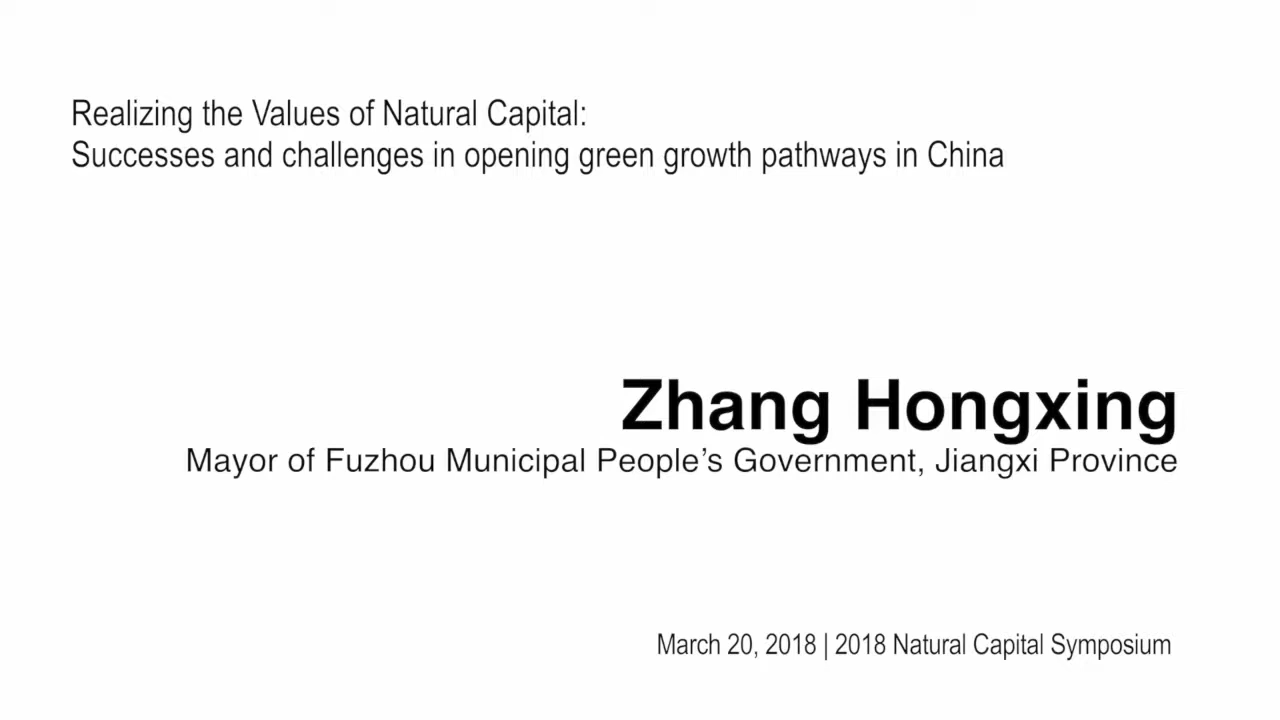 Realizing the Values of Natural Capital:
Successes and challenges in opening green growth pathways in China
Zhang Hongxing
Mayor of Fuzhou Municipal People’s Government, Jiangxi Province
March 20, 2018 | 2018 Natural Capital Symposium